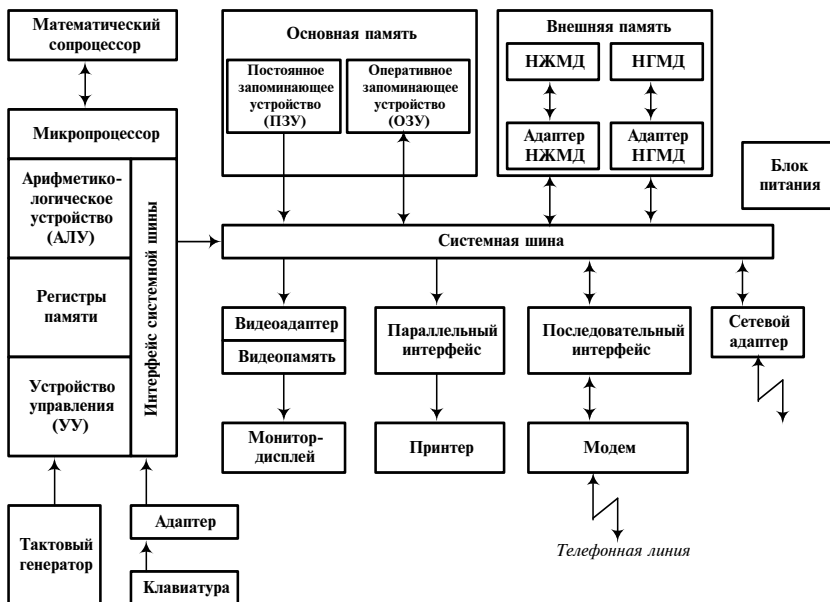 Математический
сопроцессор
Микропроцессор
Арифметико-
логическое
устройство
(АЛУ)
Регистры
памяти
Устройство
управления
(УУ)
Интерфейс системной шины
Тактовый
генератор
Адаптер
Клавиатура
Основная память
Постоянное
запоминающее
устройство
(ПЗУ)
Оперативное
запоминающее
устройство
(ОЗУ)
Внешняя память
НЖМД
НГМД
Адаптер
НЖМД
Адаптер
НГМД
Блок
питания
Системная шина
Видеоадаптер
Видеопамять
Монитор-
дисплей
Параллельный
интерфейс
Принтер
Последовательный
интерфейс
Модем
Телефонная линия
Сетевой
адаптер